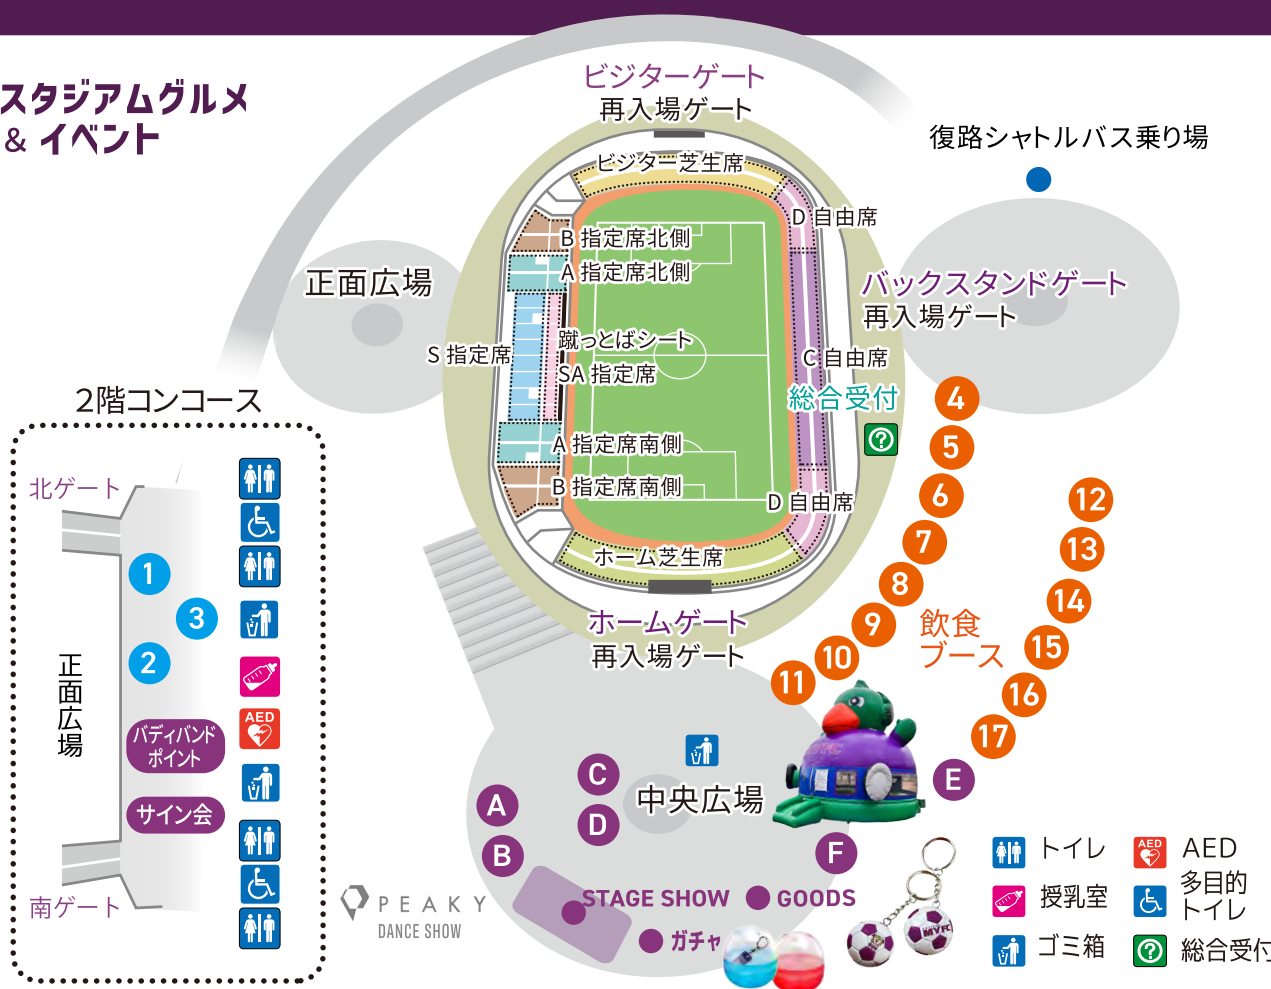 スタジアムグルメ
& イベント
ビジターゲート
再入場ゲート
復路シャトルバス乗り場
ビジター芝生席
D 自由席
B 指定席北側
A 指定席北側
正面広場
バックスタンドゲート
再入場ゲート
蹴っとばシート
S 指定席
SA 指定席
C 自由席
総合受付
A 指定席南側
B 指定席南側
D 自由席
ホーム芝生席
ホームゲート
再入場ゲート
4
5
6
7
8
9
10
11
12
13
14
15
16
17
飲食
ブース
2階コンコース
北ゲート
1
3
2
正面広場
バディバンド
ポイント
サイン会
南ゲート
AED
中央広場
A
B
C
D
E
F
STAGE SHOW
GOODS
ガチャ
PEAKY
DANCE SHOW
MVFC
トイレ
授乳室
ゴミ箱
AED
AED
多目的
トイレ
総合受付